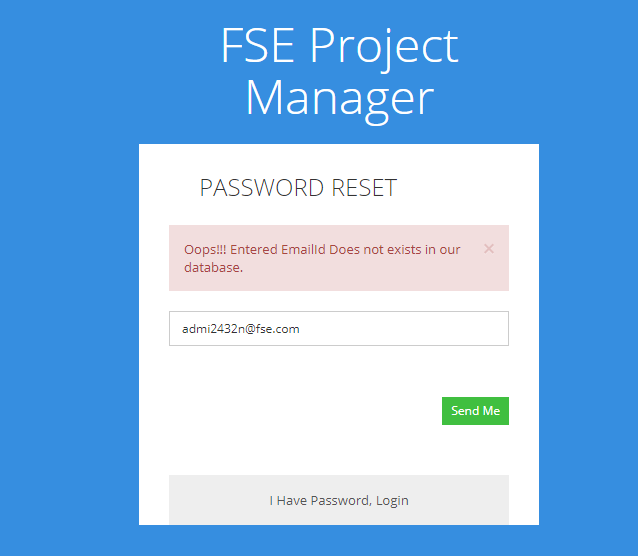 FSE Project
Manager
PASSWORD RESET
Oops!!! Entered EmailId Does not exists in our
database.
×
admi2432n@fse.com
Send Me
I Have Password, Login